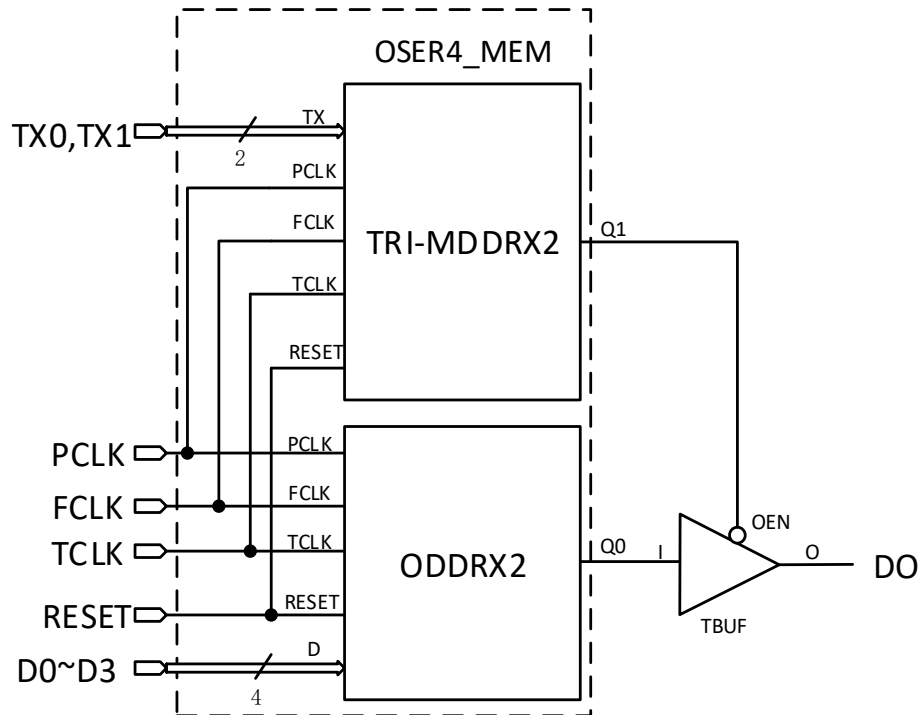 OSER4_MEM
TX0,TX1
TX
2
PCLK
FCLK
TRI-MDDRX2
Q1
TCLK
RESET
PCLK
PCLK
FCLK
FCLK
OEN
TCLK
TCLK
ODDRX2
Q0
I
O
DO
RESET
RESET
TBUF
D0~D3
D
4